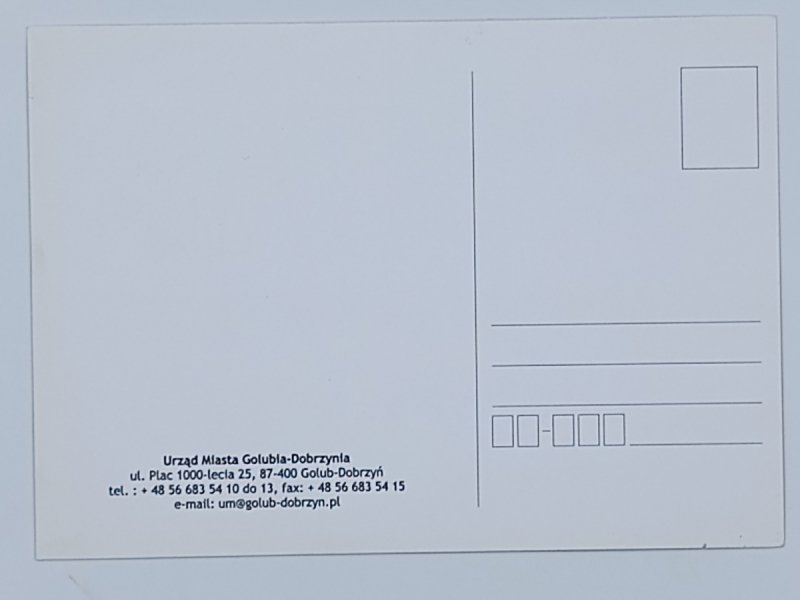 Urząd Miasta Golubia-Dobrzynia
ul. Plac 1000-lecia 25, 87-400 Golub-Dobrzyń
tel. : + 48 56 683 54 10 do 13, fax: + 48 56 683 54 15
e-mail: um@golub-dobrzyn.pl